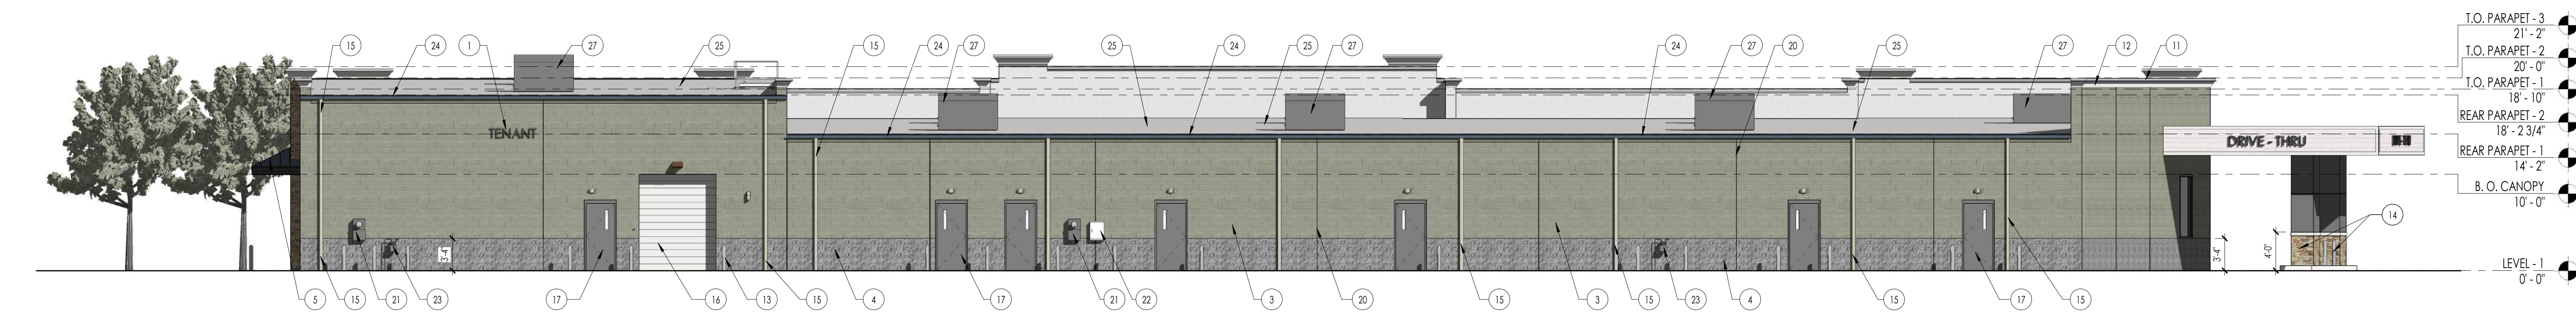 T.O. PARAPET - 3
21' - 2"
15 24 1 27 25 15 24 27 25 24 25 27 24 27 20 25 27 12 11
T.O. PARAPET - 2
20' - 0"
T.O. PARAPET - 1
18' - 10"
REAR PARAPET - 2
18' - 2 3/4"
TENANT
DRIVE - THRU
REAR PARAPET - 1
14' - 2"
B. O. CANOPY
10' - 0"
14
3'-4"
3'-4"
4'-0"
LEVEL - 1
0' - 0"
5 15 21 23 17 16 13 15 4 17 21 22 3 20 15 3 15 23 4 15 17 15